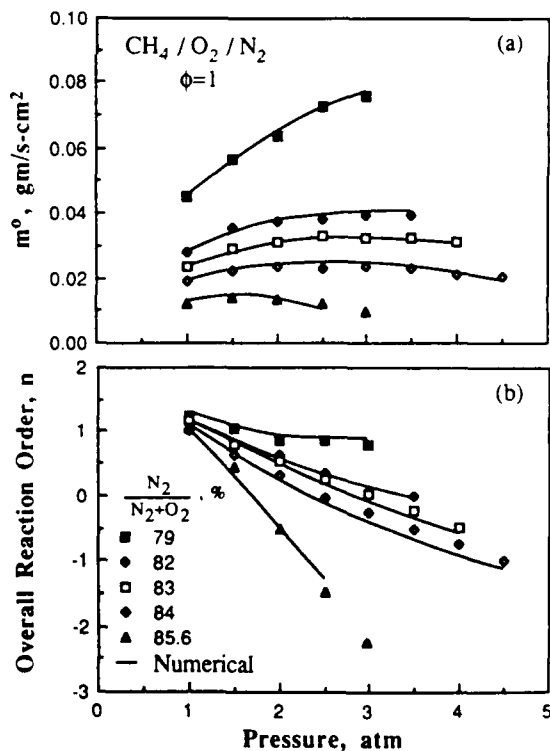 0.10
CH4 / O2 / N2
(a)
ϕ=1
0.08
0.06
0.04
0.02
0.00
m°, gm/s-cm2
2
(b)
1
0
-1
-2
-3
Overall Reaction Order, n
N2
N2+O2 , %
79
82
83
84
85.6
Numerical
0 1 2 3 4 5
Pressure, atm